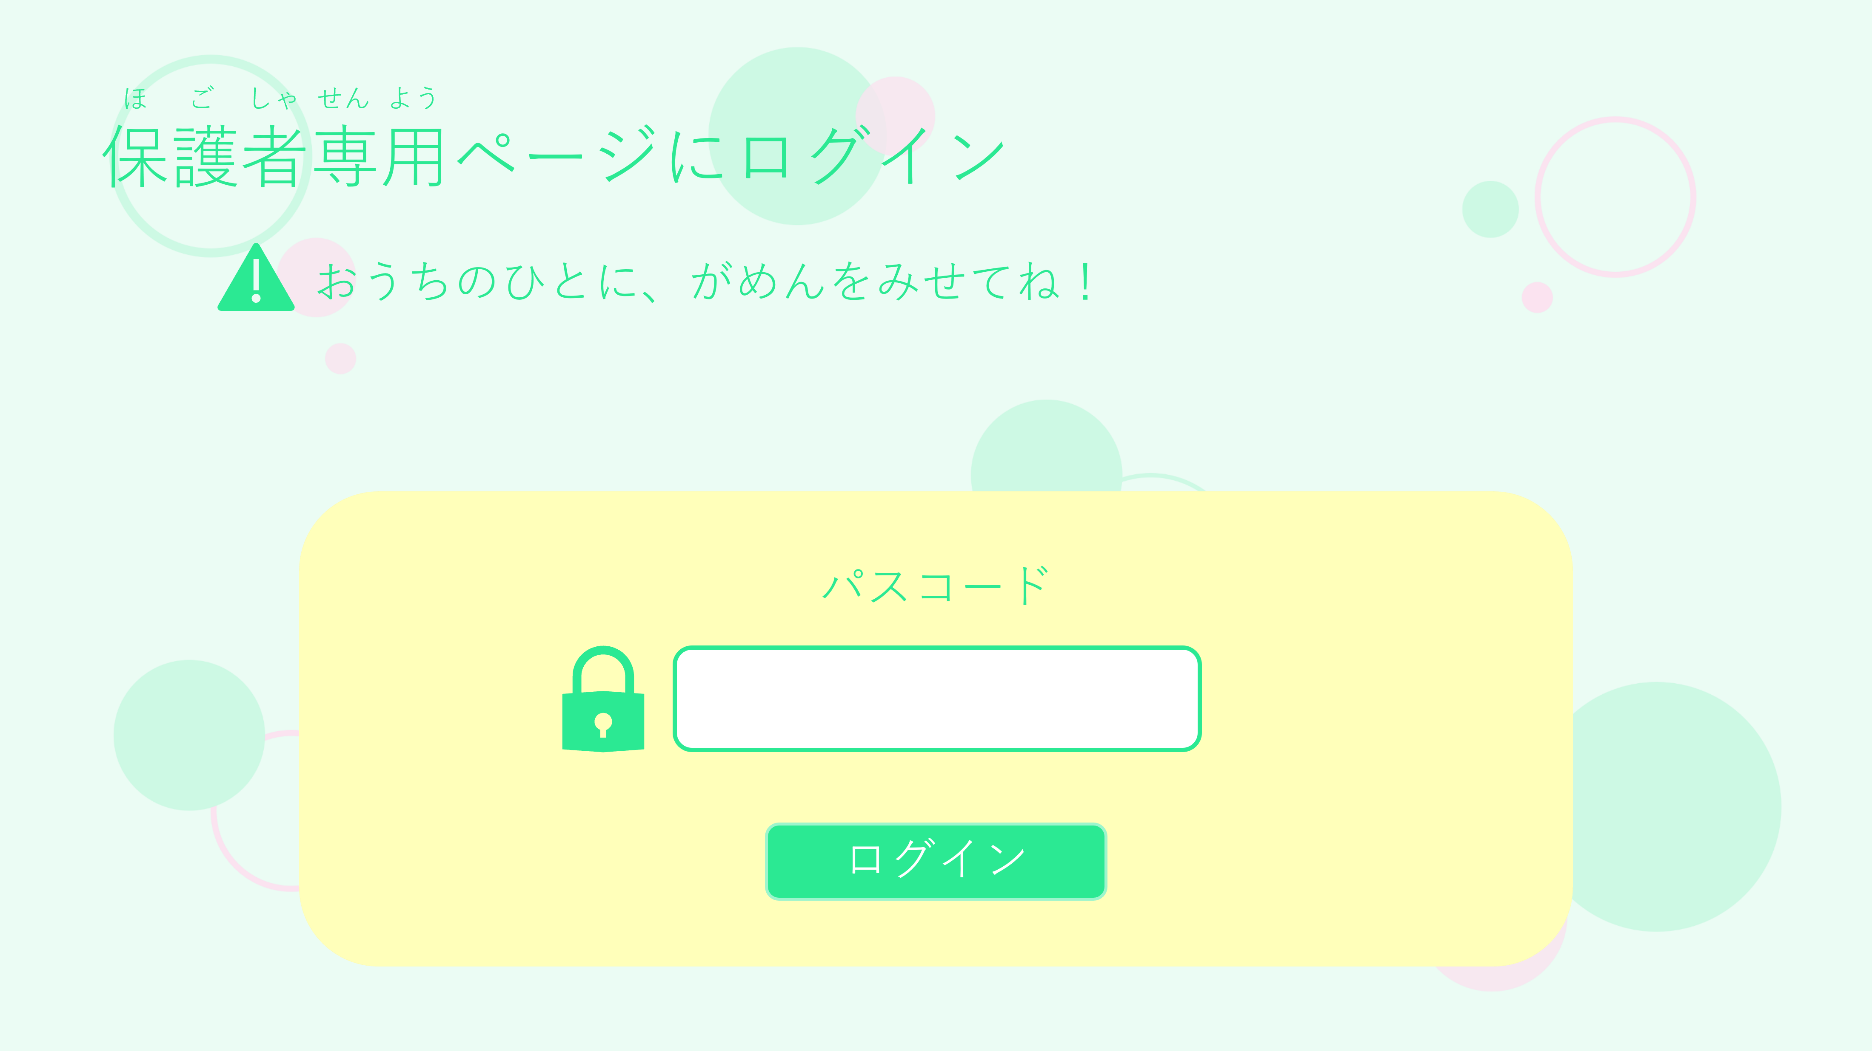 ほ ご しゃ せん よう
保護者専用ページにログイン
おうちのひとに、がめんをみせてね！
パスコード
ログイン